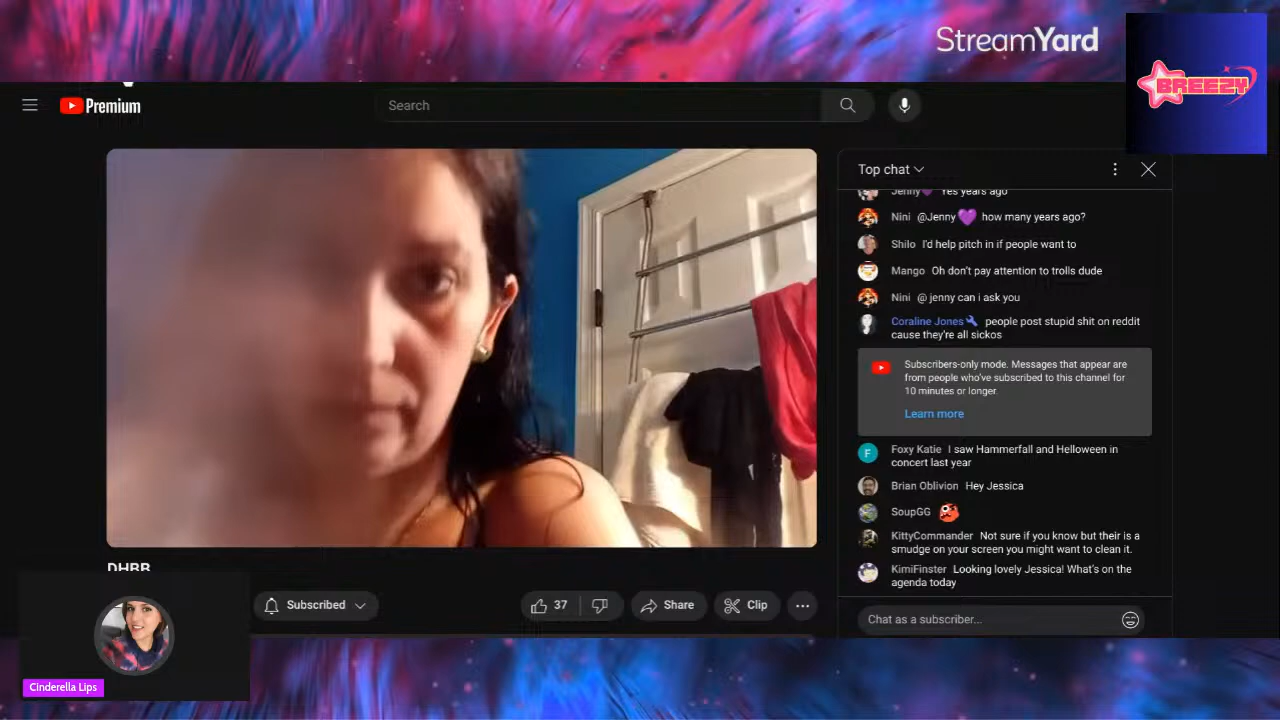 StreamYard
BREEZY
Premium
Search
Top chat
Jenny💜 Yes years ago
Nini @Jenny💜 how many years ago?
Shilo I'd help pitch in if people want to
Mango Oh don't pay attention to trolls dude
Nini @ jenny can i ask you
Coraline Jones🔧 people post stupid shit on reddit
cause they're all sickos
Subscribers-only mode. Messages that appear are
from people who've subscribed to this channel for
10 minutes or longer.
Learn more
F Foxy Katie I saw Hammerfall and Helloween in
concert last year
Brian Oblivion Hey Jessica
SoupGG
KittyCommander Not sure if you know but their is a
smudge on your screen you might want to clean it.
KimiFinster Looking lovely Jessica! What's on the
agenda today
Chat as a subscriber...
DHBB
Subscribed
37
Share
Clip
Cinderella Lips